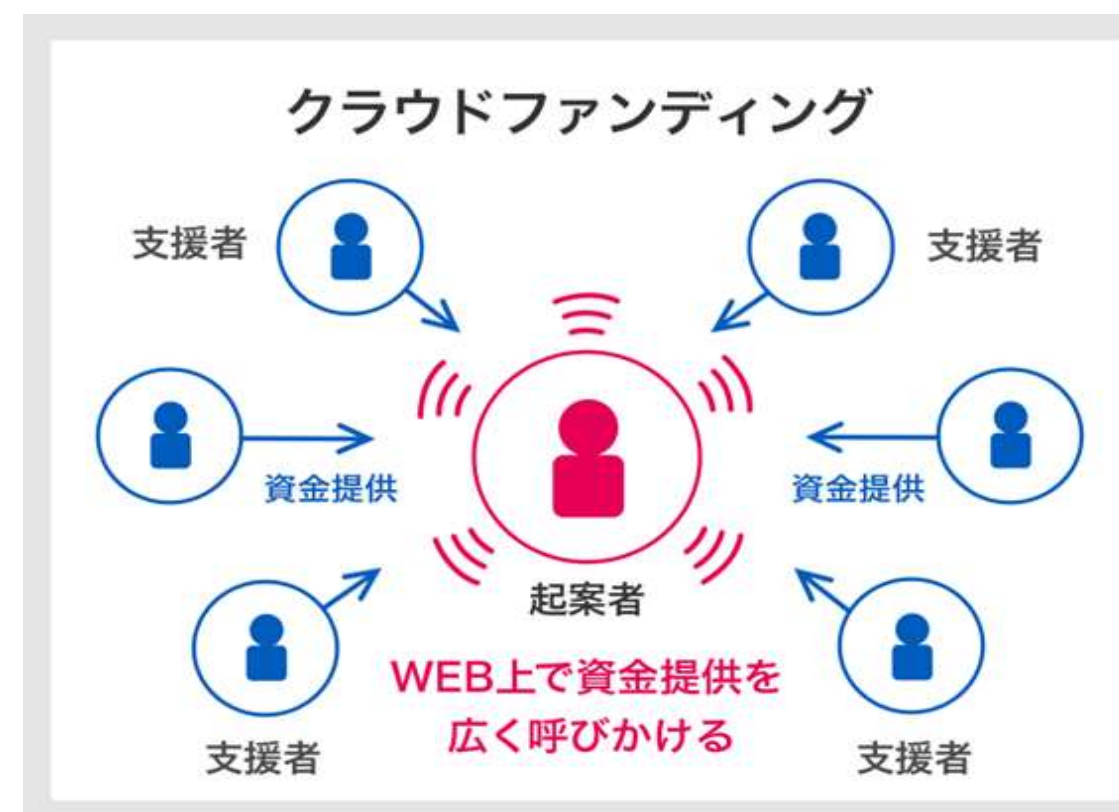 クラウドファンディング
支援者
支援者
資金提供
資金提供
起案者
WEB上で資金提供を
広く呼びかける
支援者
支援者